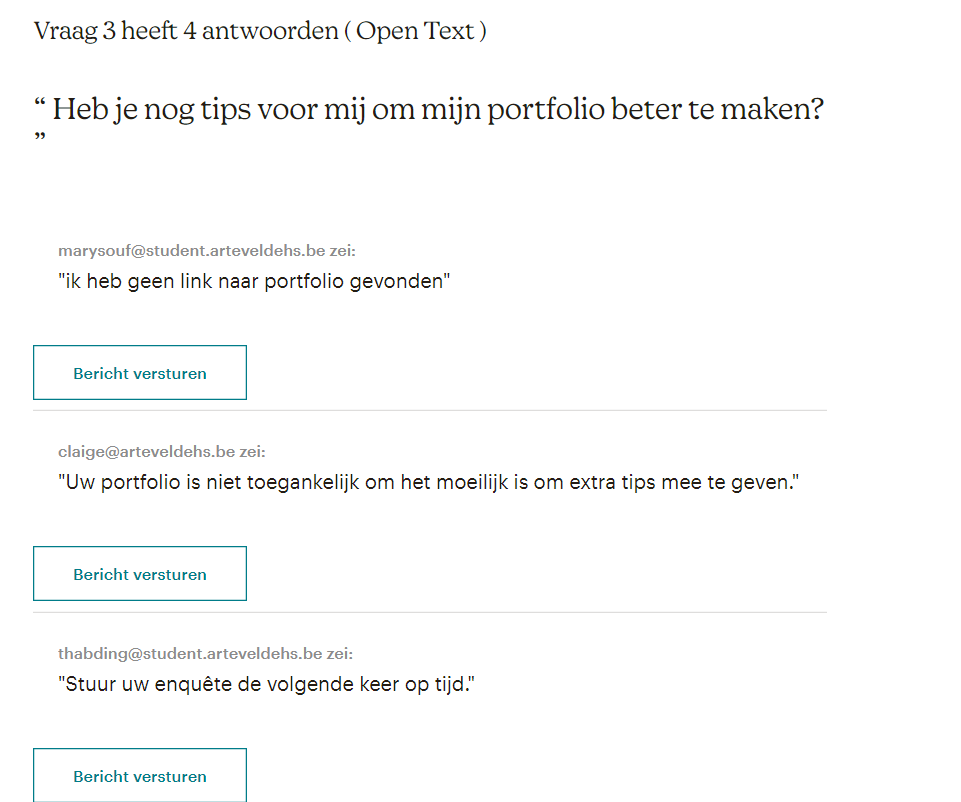 Vraag 3 heeft 4 antwoorden ( Open Text )
“ Heb je nog tips voor mij om mijn portfolio beter te maken?
”
marysouf@student.arteveldehs.be zei:
"ik heb geen link naar portfolio gevonden"
Bericht versturen
claige@arteveldehs.be zei:
"Uw portfolio is niet toegankelijk om het moeilijk is om extra tips mee te geven."
Bericht versturen
thabding@student.arteveldehs.be zei:
"Stuur uw enquête de volgende keer op tijd."
Bericht versturen